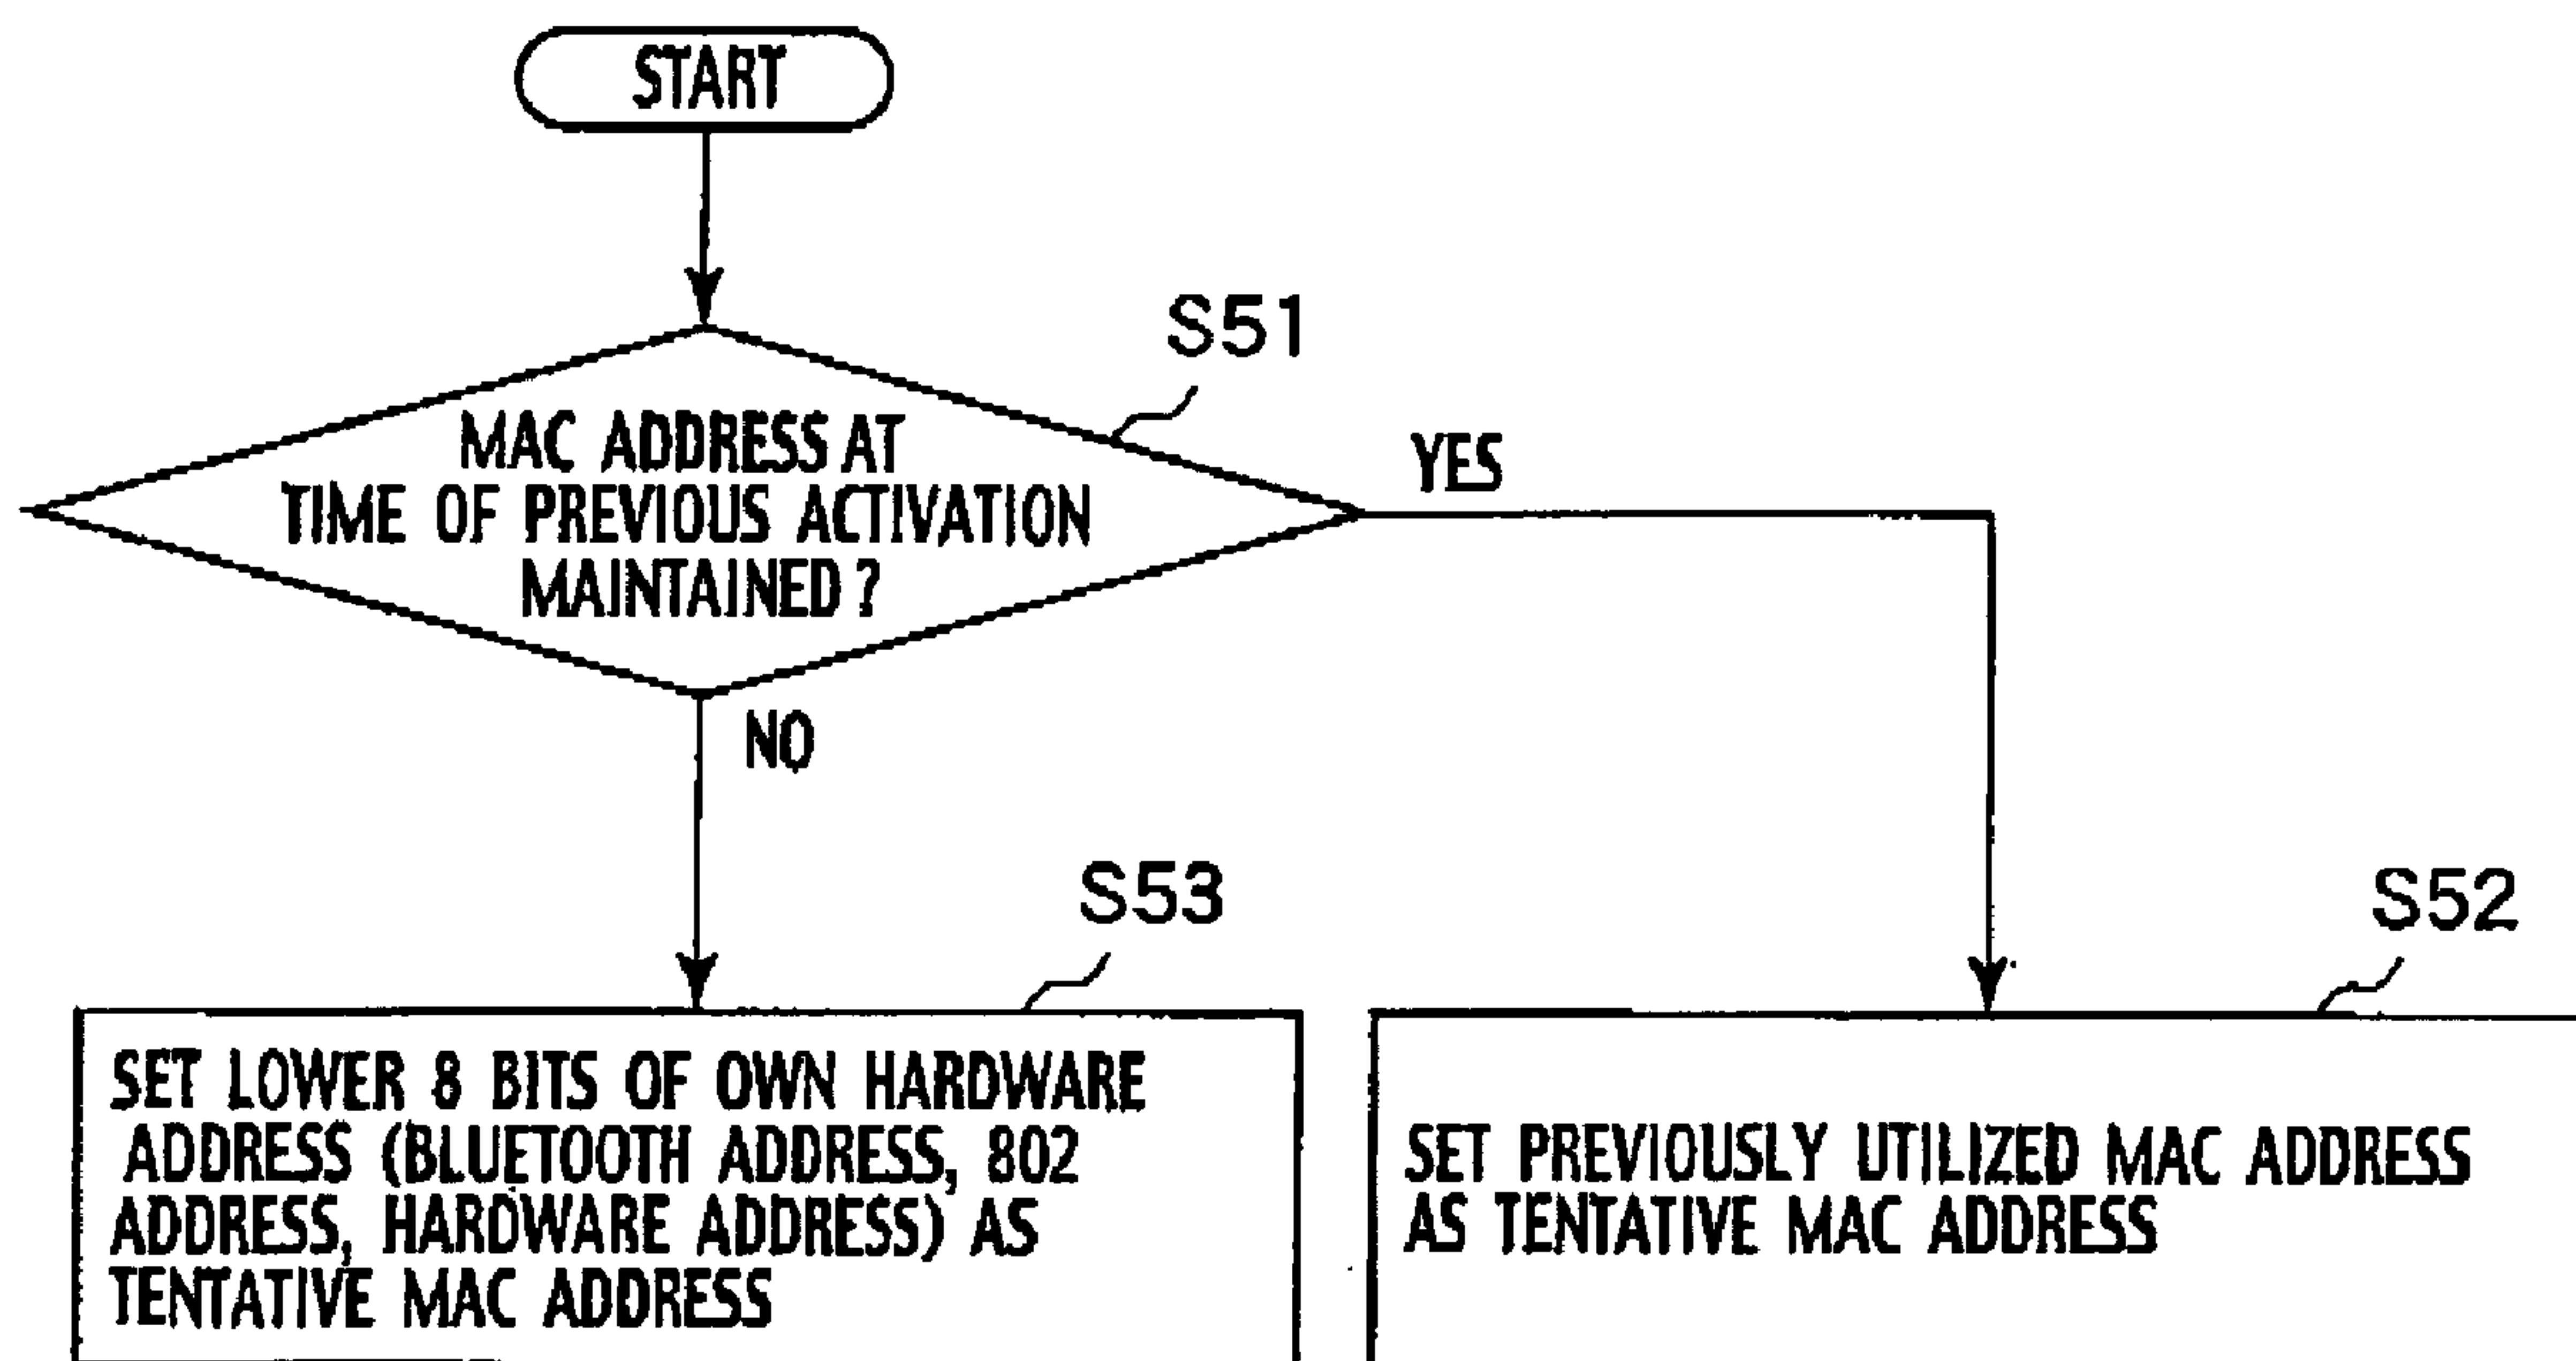 START
S51
MAC ADDRESS AT
TIME OF PREVIOUS ACTIVATION
MAINTAINED ?
YES
NO
S53
S52
SET LOWER 8 BITS OF OWN HARDWARE
ADDRESS (BLUETOOTH ADDRESS, 802
ADDRESS, HARDWARE ADDRESS) AS
TENTATIVE MAC ADDRESS
SET PREVIOUSLY UTILIZED MAC ADDRESS
AS TENTATIVE MAC ADDRESS